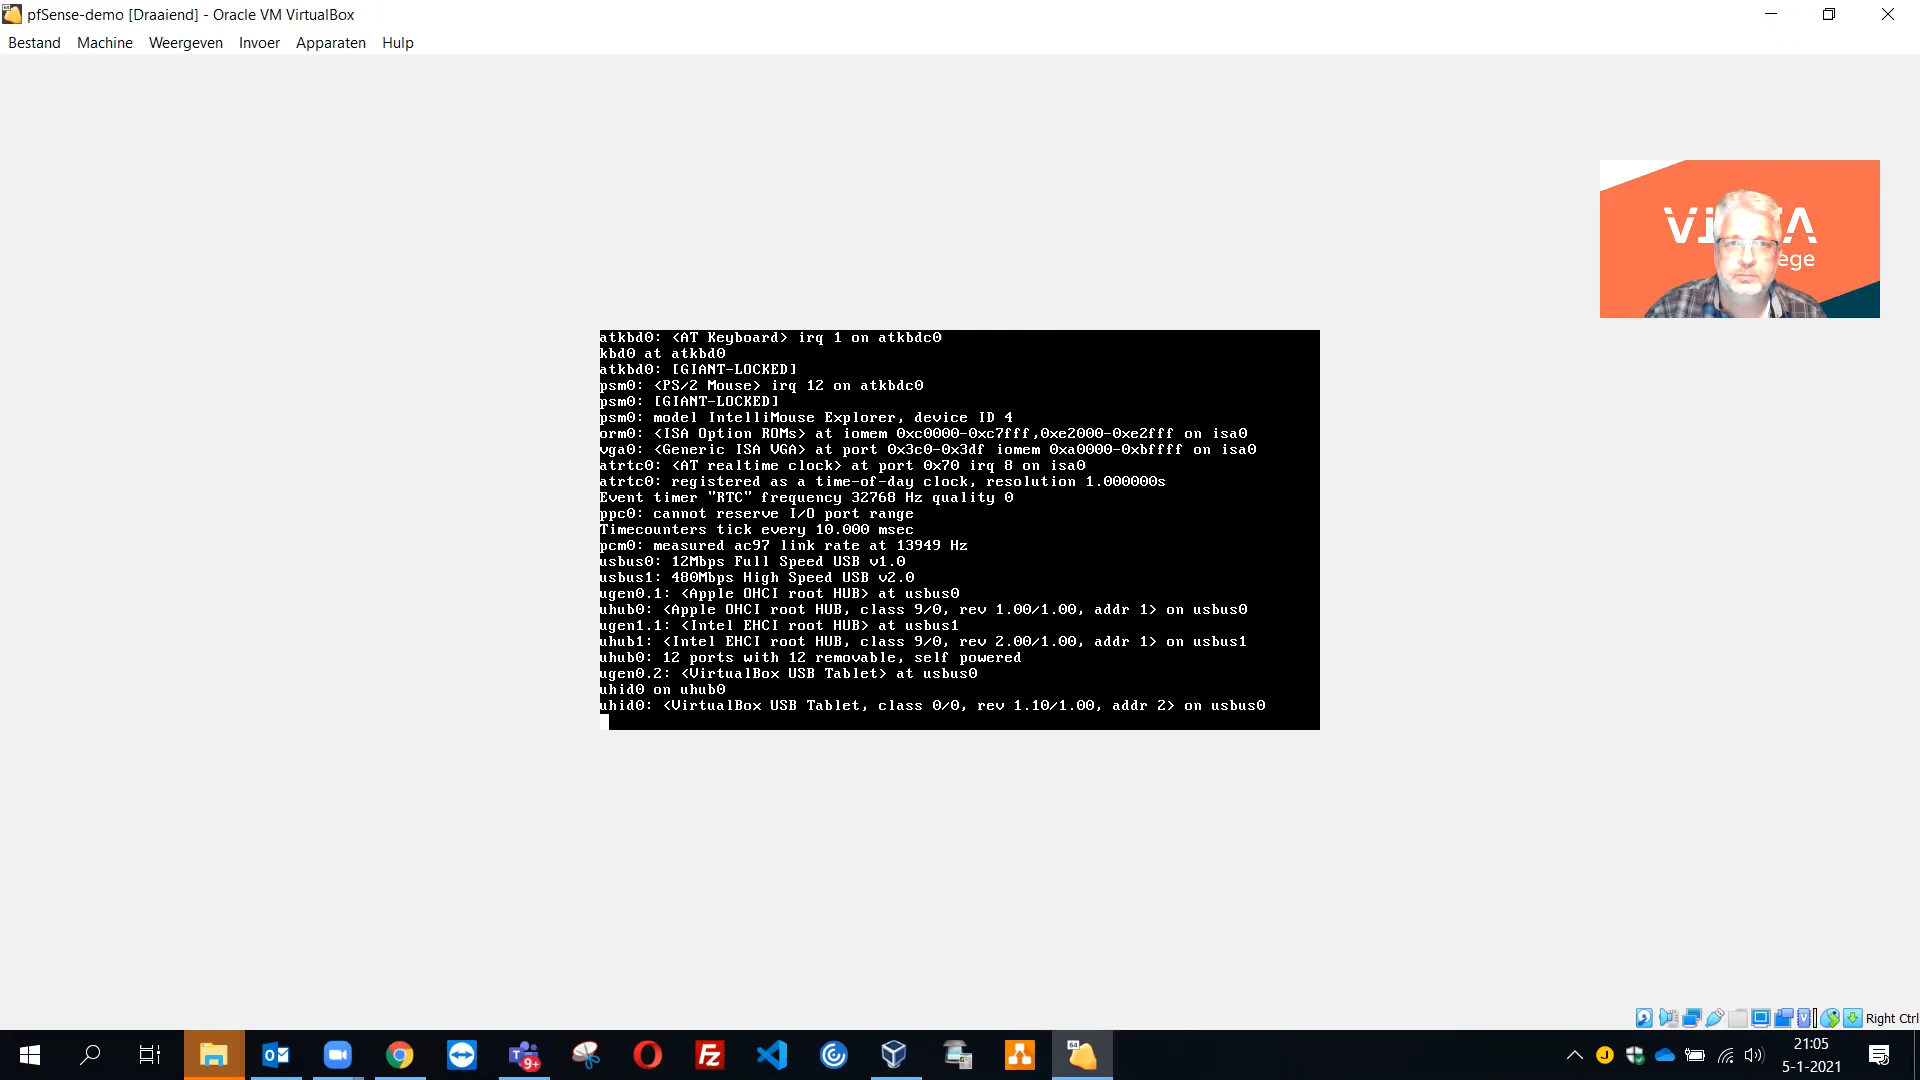 pfSense-demo [Draaiend] - Oracle VM VirtualBox
Bestand Machine Weergeven Invoer Apparaten Hulp
ege
atkbd0: <AT Keyboard> irq 1 on atkbdc0
kbd0 at atkbd0
atkbd0: [GIANT-LOCKED]
psm0: <PS/2 Mouse> irq 12 on atkbdc0
psm0: [GIANT-LOCKED]
psm0: model IntelliMouse Explorer, device ID 4
orm0: <ISA Option ROMs> at iomem 0xc0000-0xc7fff,0xe2000-0xe2fff on isa0
vga0: <Generic ISA VGA> at port 0x3c0-0x3df iomem 0xa0000-0xbffff on isa0
atrtc0: <AT realtime clock> at port 0x70 irq 8 on isa0
atrtc0: registered as a time-of-day clock, resolution 1.000000s
Event timer "RTC" frequency 32768 Hz quality 0
ppc0: cannot reserve I/O port range
Timecounters tick every 10.000 msec
pcm0: measured ac97 link rate at 13949 Hz
usbus0: 12Mbps Full Speed USB v1.0
usbus1: 480Mbps High Speed USB v2.0
ugen0.1: <Apple OHCI root HUB> at usbus0
uhub0: <Apple OHCI root HUB, class 9/0, rev 1.00/1.00, addr 1> on usbus0
ugen1.1: <Intel EHCI root HUB> at usbus1
uhub1: <Intel EHCI root HUB, class 9/0, rev 2.00/1.00, addr 1> on usbus1
uhub0: 12 ports with 12 removable, self powered
ugen0.2: <VirtualBox USB Tablet> at usbus0
uhid0 on uhub0
uhid0: <VirtualBox USB Tablet, class 0/0, rev 1.10/1.00, addr 2> on usbus0
Right Ctrl
21:05
5-1-2021